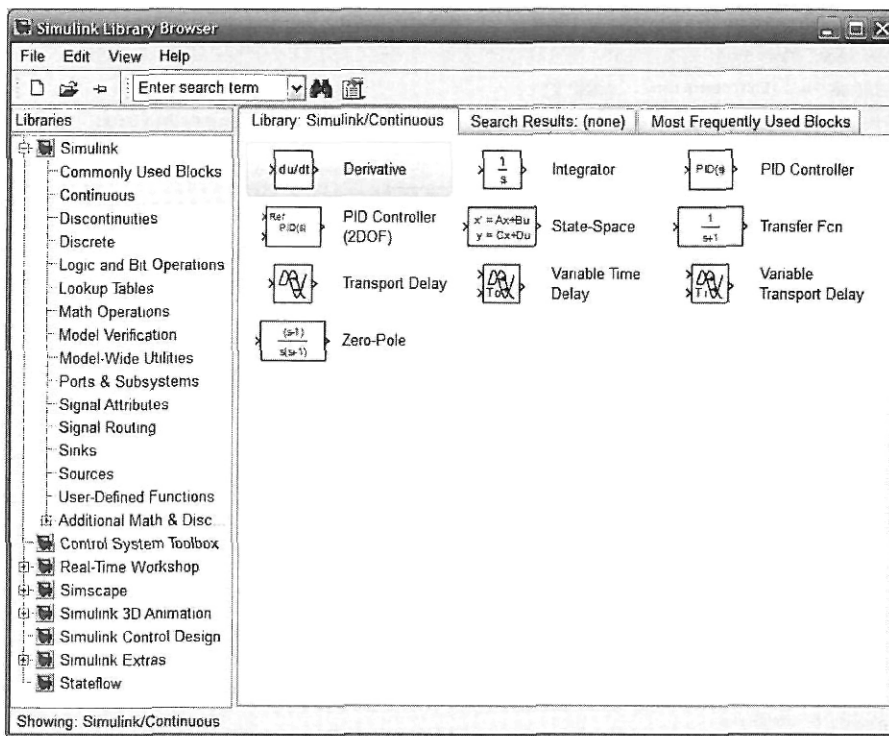 Simulink Library Browser
File Edit View Help
Enter search term
Libraries
Library: Simulink/Continuous
Search Results: (none)
Most Frequently Used Blocks
Simulink
Commonly Used Blocks
Continuous
Discontinuities
Discrete
Logic and Bit Operations
Lookup Tables
Math Operations
Model Verification
Model-Wide Utilities
Ports & Subsystems
Signal Attributes
Signal Routing
Sinks
Sources
User-Defined Functions
Additional Math & Disc...
Control System Toolbox
Real-Time Workshop
Simscape
Simulink 3D Animation
Simulink Control Design
Simulink Extras
Stateflow
du/dt
Derivative
1
s
Integrator
PID(s)
PID Controller
Ref
PID(s)
PID Controller
(2DOF)
x' = Ax+Bu
y = Cx+Du
State-Space
1
s+1
Transfer Fcn
Transport Delay
To
Variable Time
Delay
Ti
Variable
Transport Delay
(s-1)
s(s+1)
Zero-Pole
Showing: Simulink/Continuous